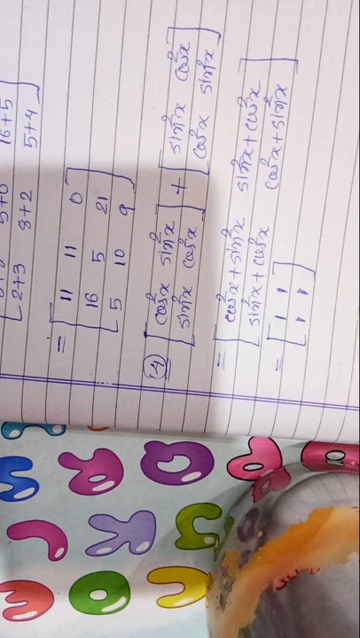 16+5
2+3 3+2 5+4
= [ 11 11 0
16 5 21
5 10 9 ]
(4) [ cos²x sin²x
sin²x cos²x ] + [ sin²x cos²x
cos²x sin²x ]
= [ cos²x+sin²x sin²x+cos²x
sin²x+cos²x cos²x+sin²x ]
= [ 1 1
1 1 ]